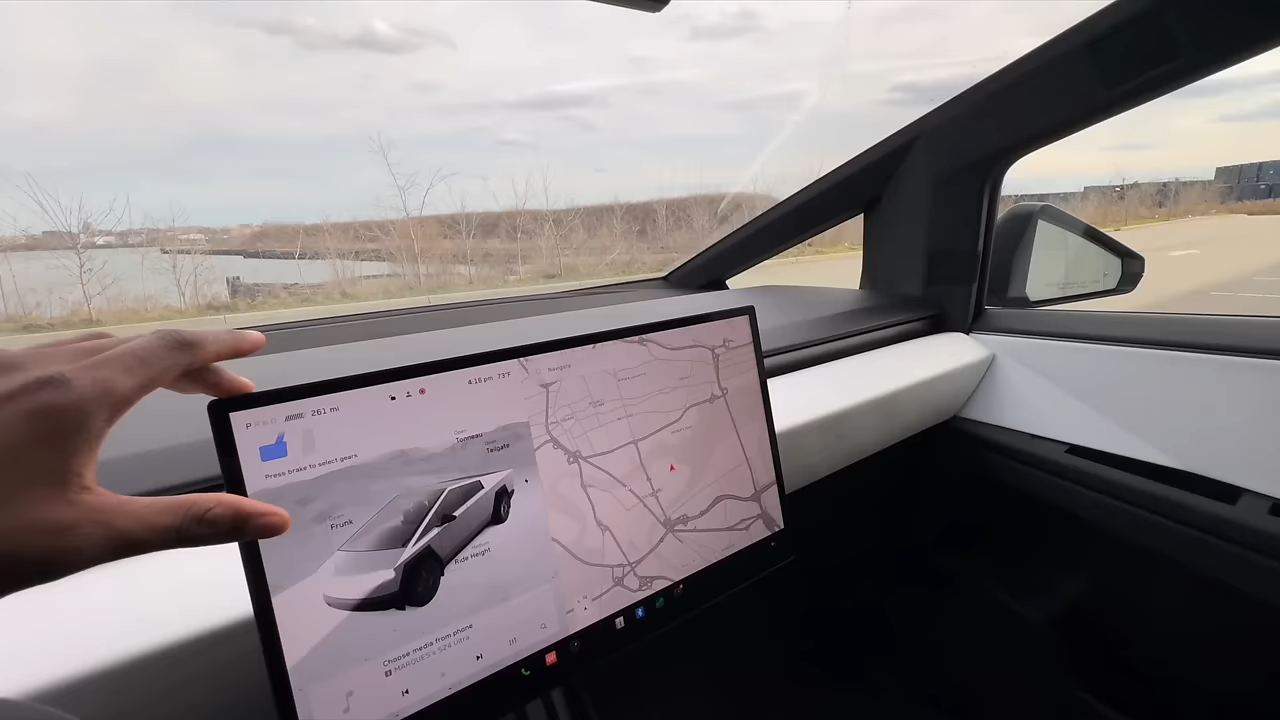 P R N D 261 mi
4:16 pm 73°F
Press brake to select gears
Open
Tonneau
Open
Tailgate
Open
Frunk
Ride Height
Choose media from phone
MARQUES's S24 Ultra
Navigate